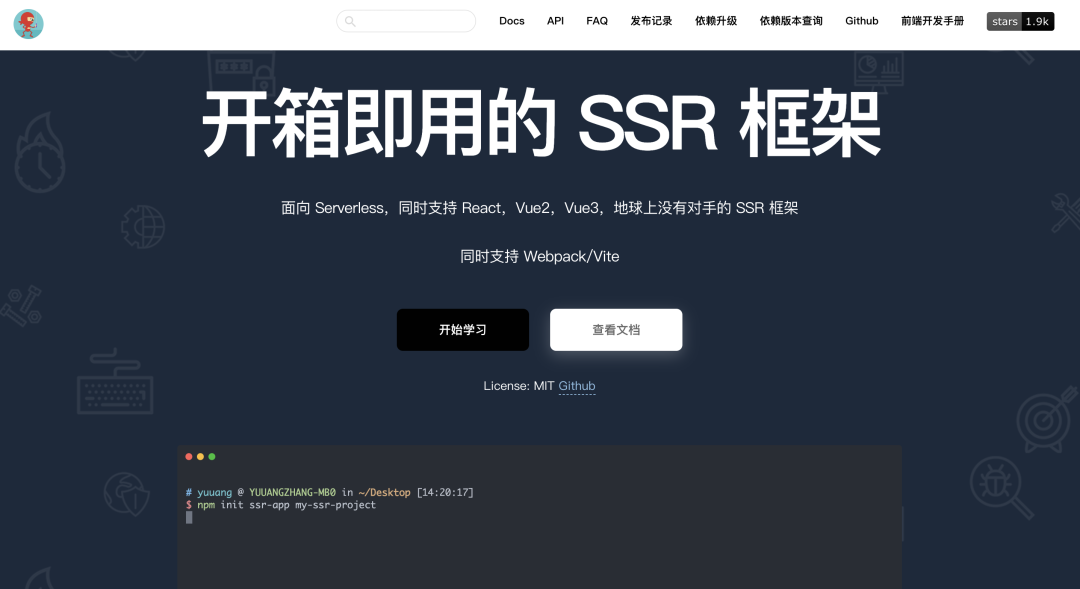 Docs API FAQ 发布记录 依赖升级 依赖版本查询 Github 前端开发手册 stars 1.9k
开箱即用的 SSR 框架
面向 Serverless，同时支持 React，Vue2，Vue3，地球上没有对手的 SSR 框架
同时支持 Webpack/Vite
开始学习 查看文档
License: MIT Github
# yuuang @ YUUANGZHANG-MB0 in ~/Desktop [14:20:17]
$ npm init ssr-app my-ssr-project